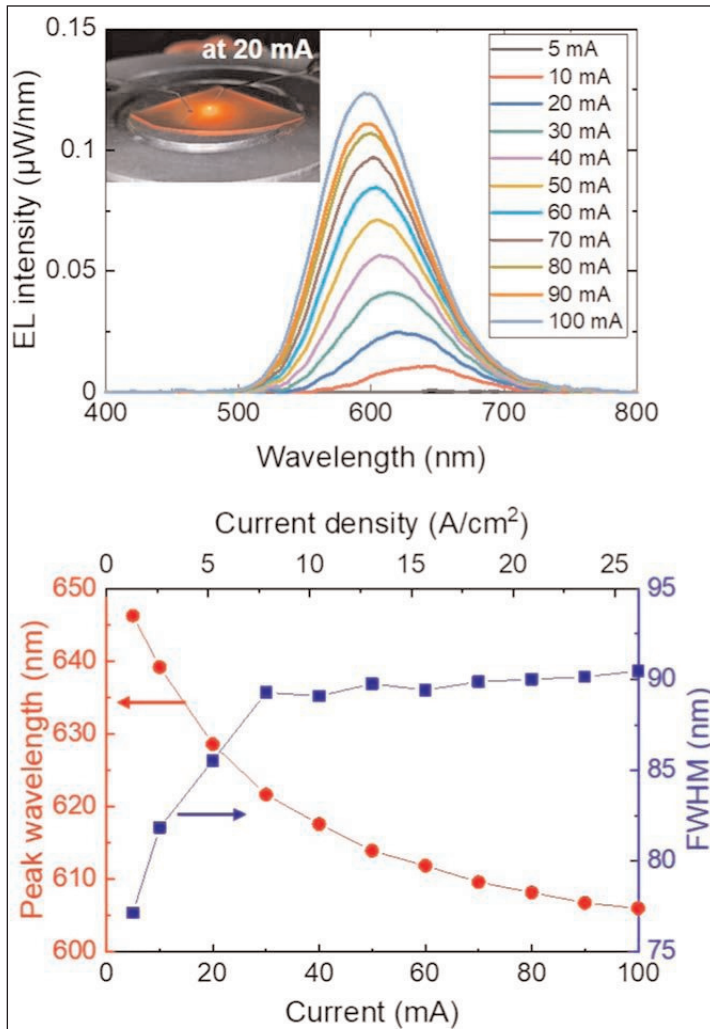 0.15
0.1
0.05
0
EL intensity (µW/nm)
at 20 mA
5 mA
10 mA
20 mA
30 mA
40 mA
50 mA
60 mA
70 mA
80 mA
90 mA
100 mA
400 500 600 700 800
Wavelength (nm)
Current density (A/cm²)
0 5 10 15 20 25
650
640
630
620
610
600
Peak wavelength (nm)
95
90
85
80
75
FWHM (nm)
0 20 40 60 80 100
Current (mA)